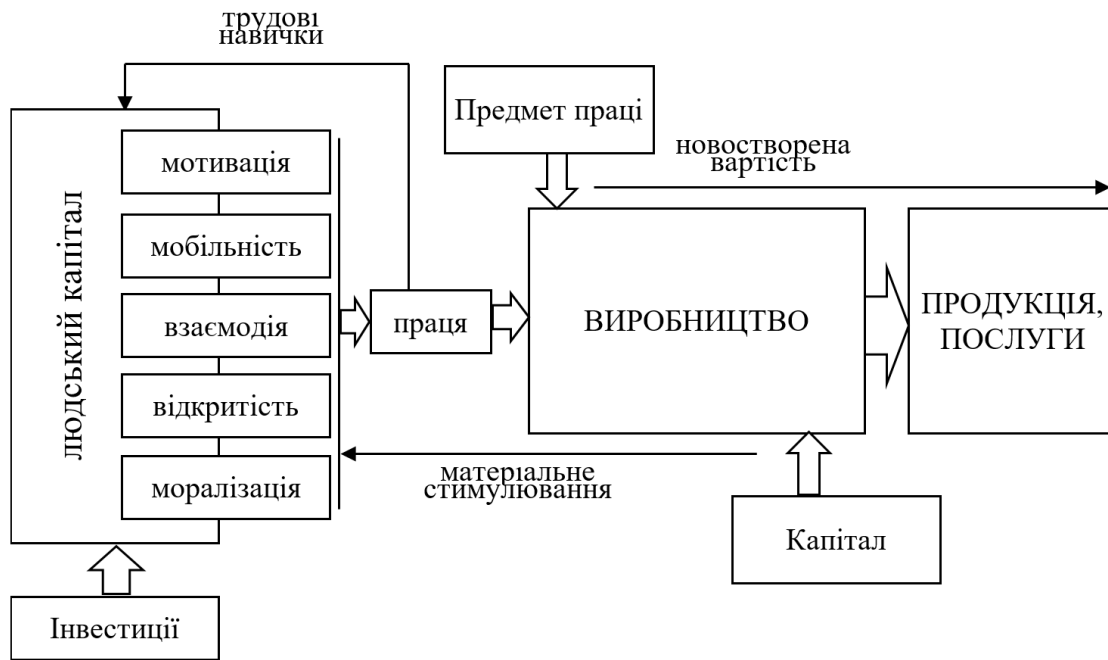 трудові
навички
Предмет праці
новостворена
вартість
людський капітал
мотивація
мобільність
взаємодія
відкритість
моралізація
праця
ВИРОБНИЦТВО
ПРОДУКЦІЯ,
ПОСЛУГИ
матеріальне
стимулювання
Капітал
Інвестиції